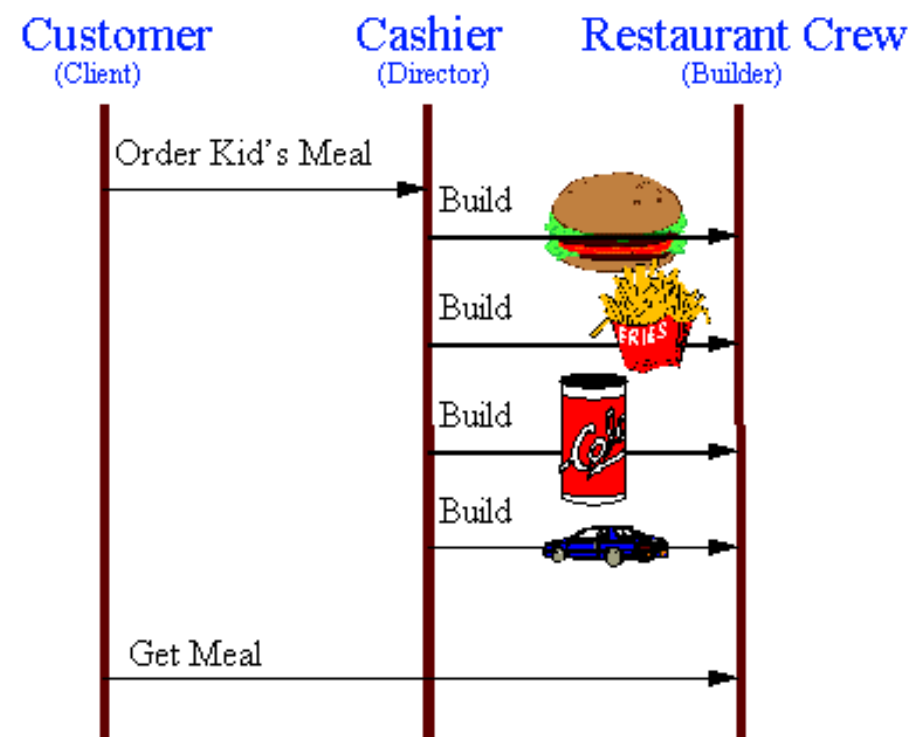 Customer
(Client)
Cashier
(Director)
Restaurant Crew
(Builder)
Order Kid's Meal
Build
Build
FRIES
Build
Build
Get Meal